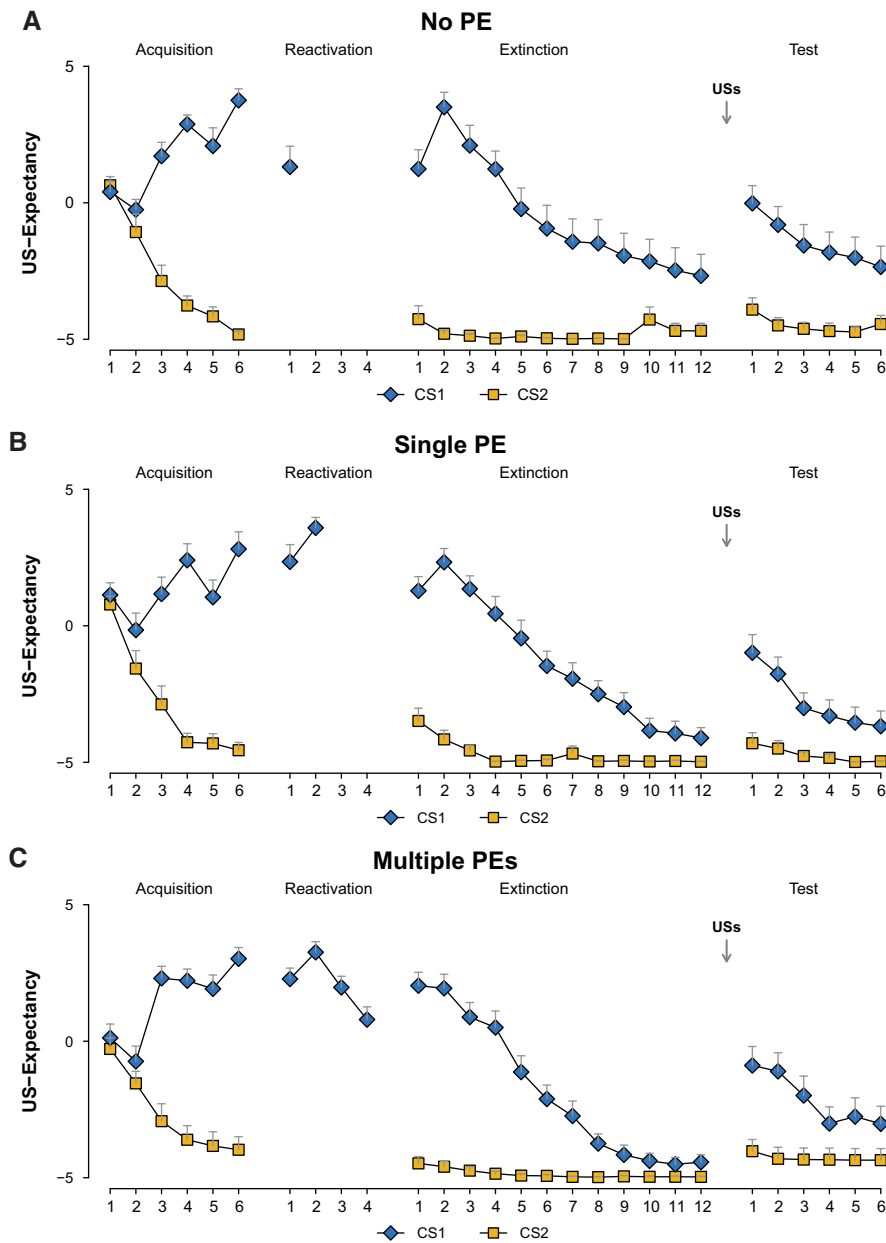 A
No PE
Acquisition Reactivation Extinction Test
5
USs
0
−5
US−Expectancy
1 2 3 4 5 6 1 2 3 4 1 2 3 4 5 6 7 8 9 10 11 12 1 2 3 4 5 6
CS1 CS2
B
Single PE
Acquisition Reactivation Extinction Test
5
USs
0
−5
US−Expectancy
1 2 3 4 5 6 1 2 3 4 1 2 3 4 5 6 7 8 9 10 11 12 1 2 3 4 5 6
CS1 CS2
C
Multiple PEs
Acquisition Reactivation Extinction Test
5
USs
0
−5
US−Expectancy
1 2 3 4 5 6 1 2 3 4 1 2 3 4 5 6 7 8 9 10 11 12 1 2 3 4 5 6
CS1 CS2